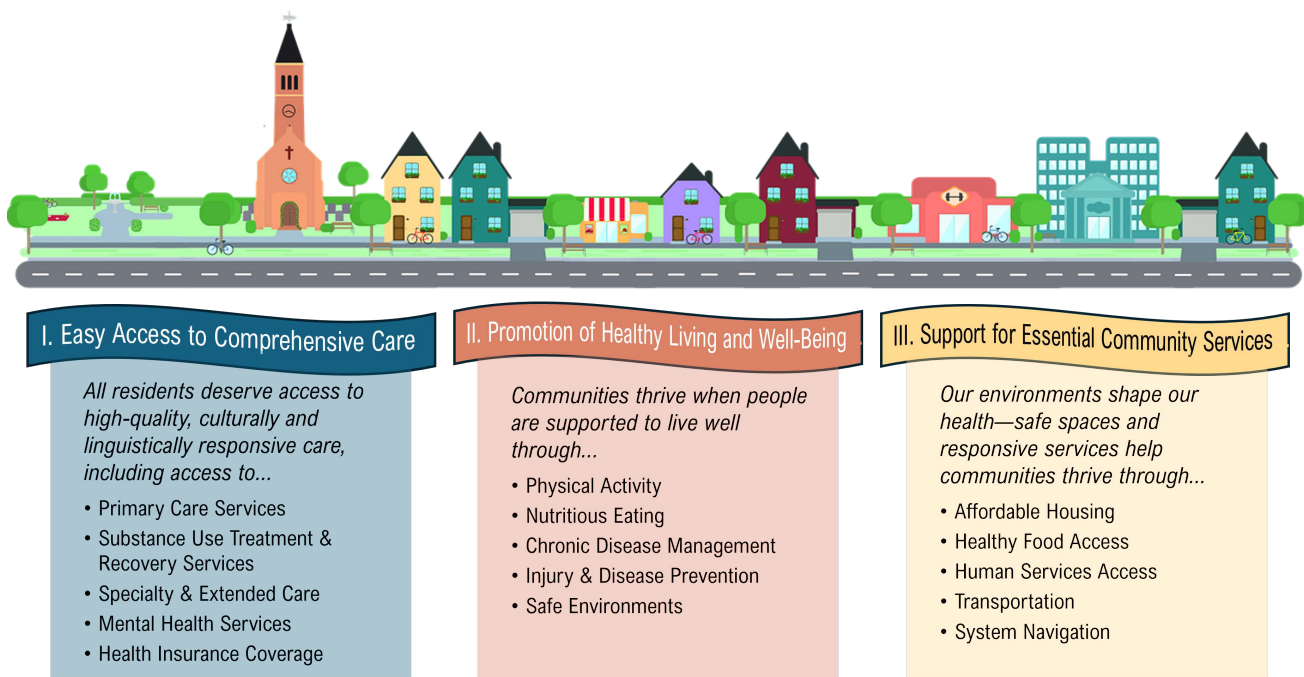 I. Easy Access to Comprehensive Care
All residents deserve access to
high-quality, culturally and
linguistically responsive care,
including access to...
• Primary Care Services
• Substance Use Treatment &
Recovery Services
• Specialty & Extended Care
• Mental Health Services
• Health Insurance Coverage
II. Promotion of Healthy Living and Well-Being
Communities thrive when people
are supported to live well
through...
• Physical Activity
• Nutritious Eating
• Chronic Disease Management
• Injury & Disease Prevention
• Safe Environments
III. Support for Essential Community Services
Our environments shape our
health—safe spaces and
responsive services help
communities thrive through...
• Affordable Housing
• Healthy Food Access
• Human Services Access
• Transportation
• System Navigation